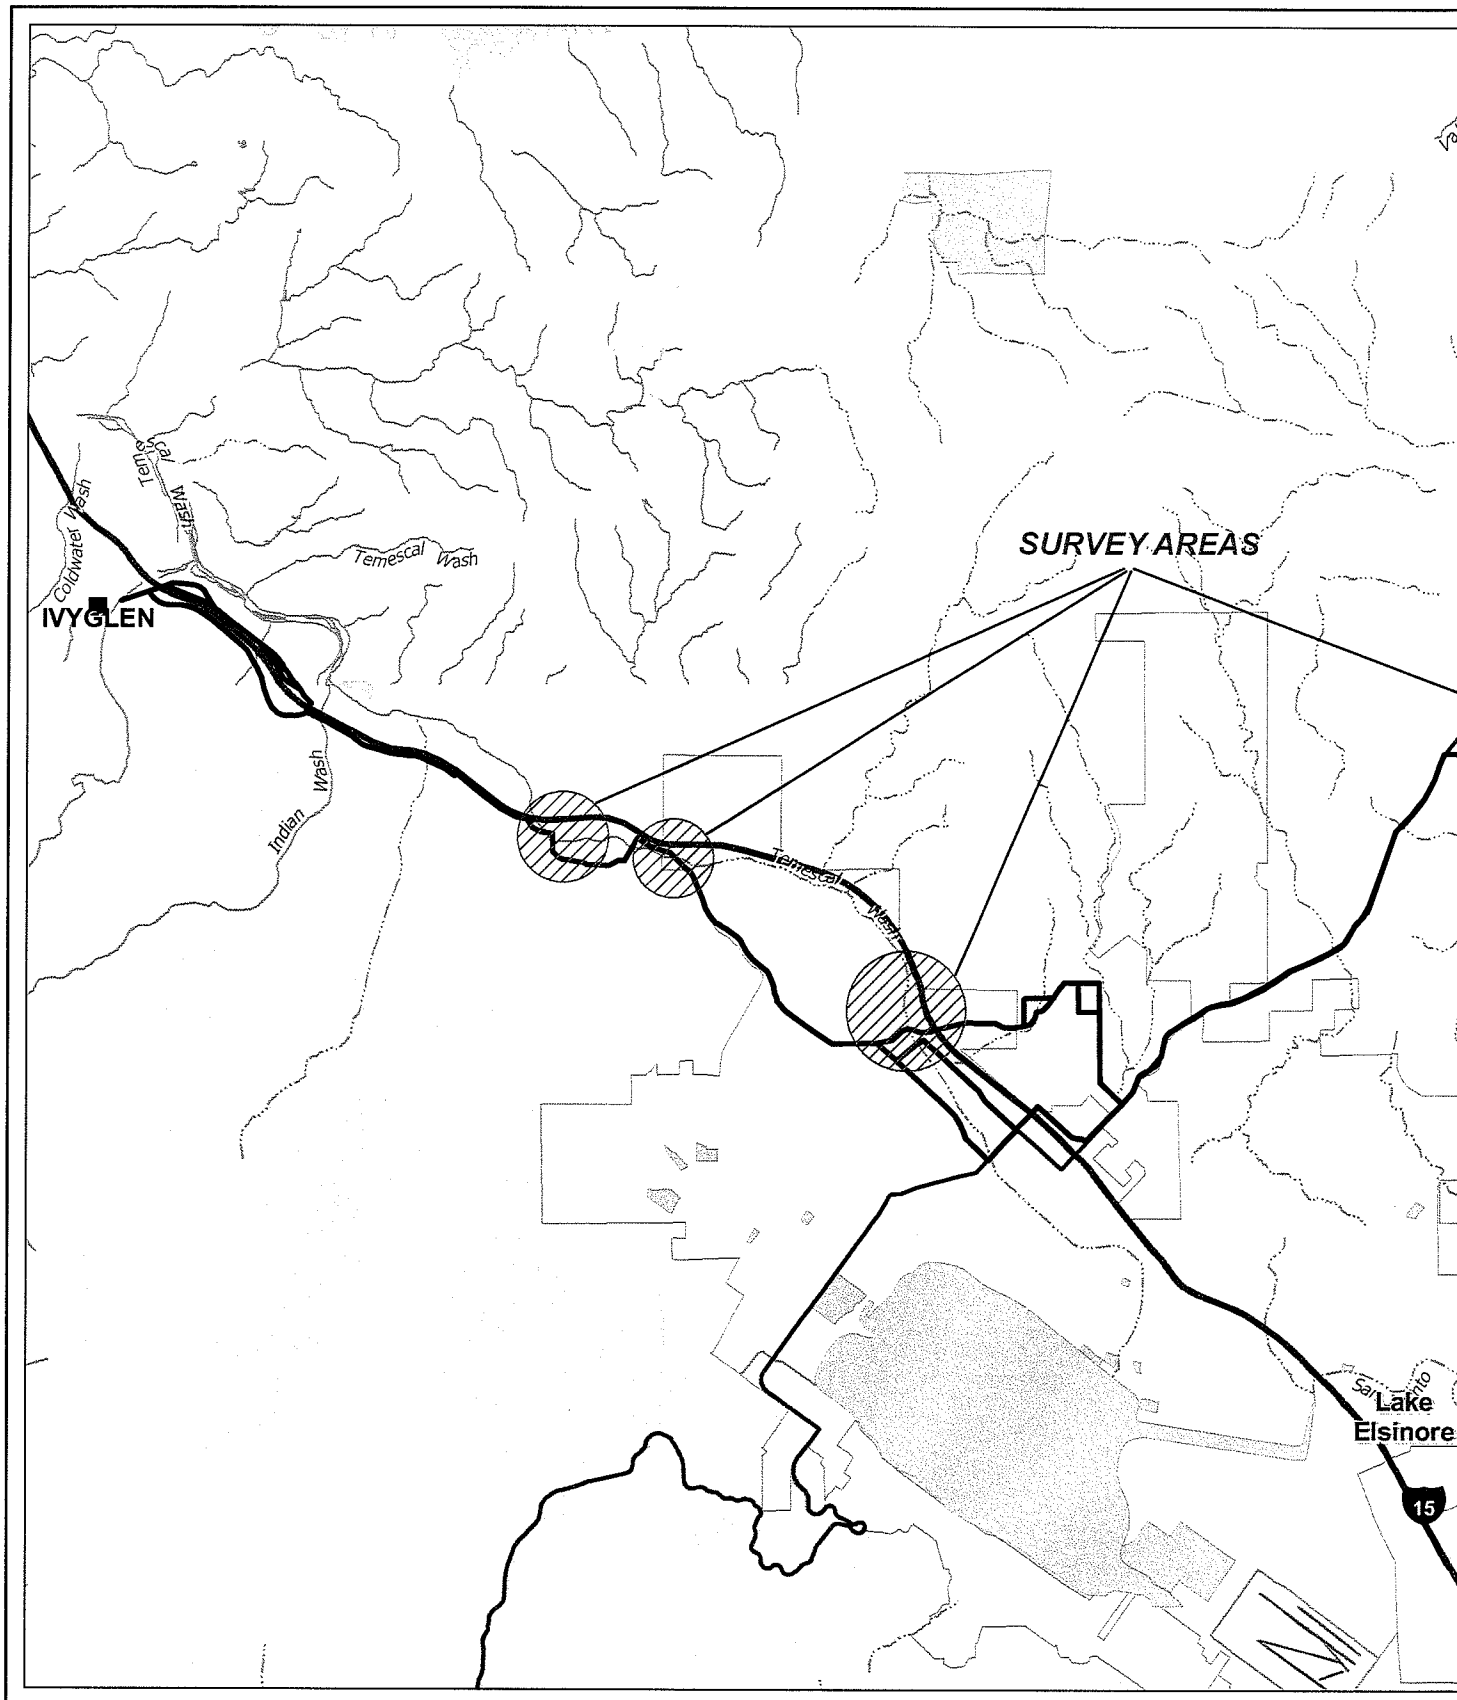 Temescal
Wash
Coldwater Wash
Temescal Wash
SURVEY AREAS
IVYGLEN
Indian Wash
Temescal
Wash
Lake
Elsinore
15